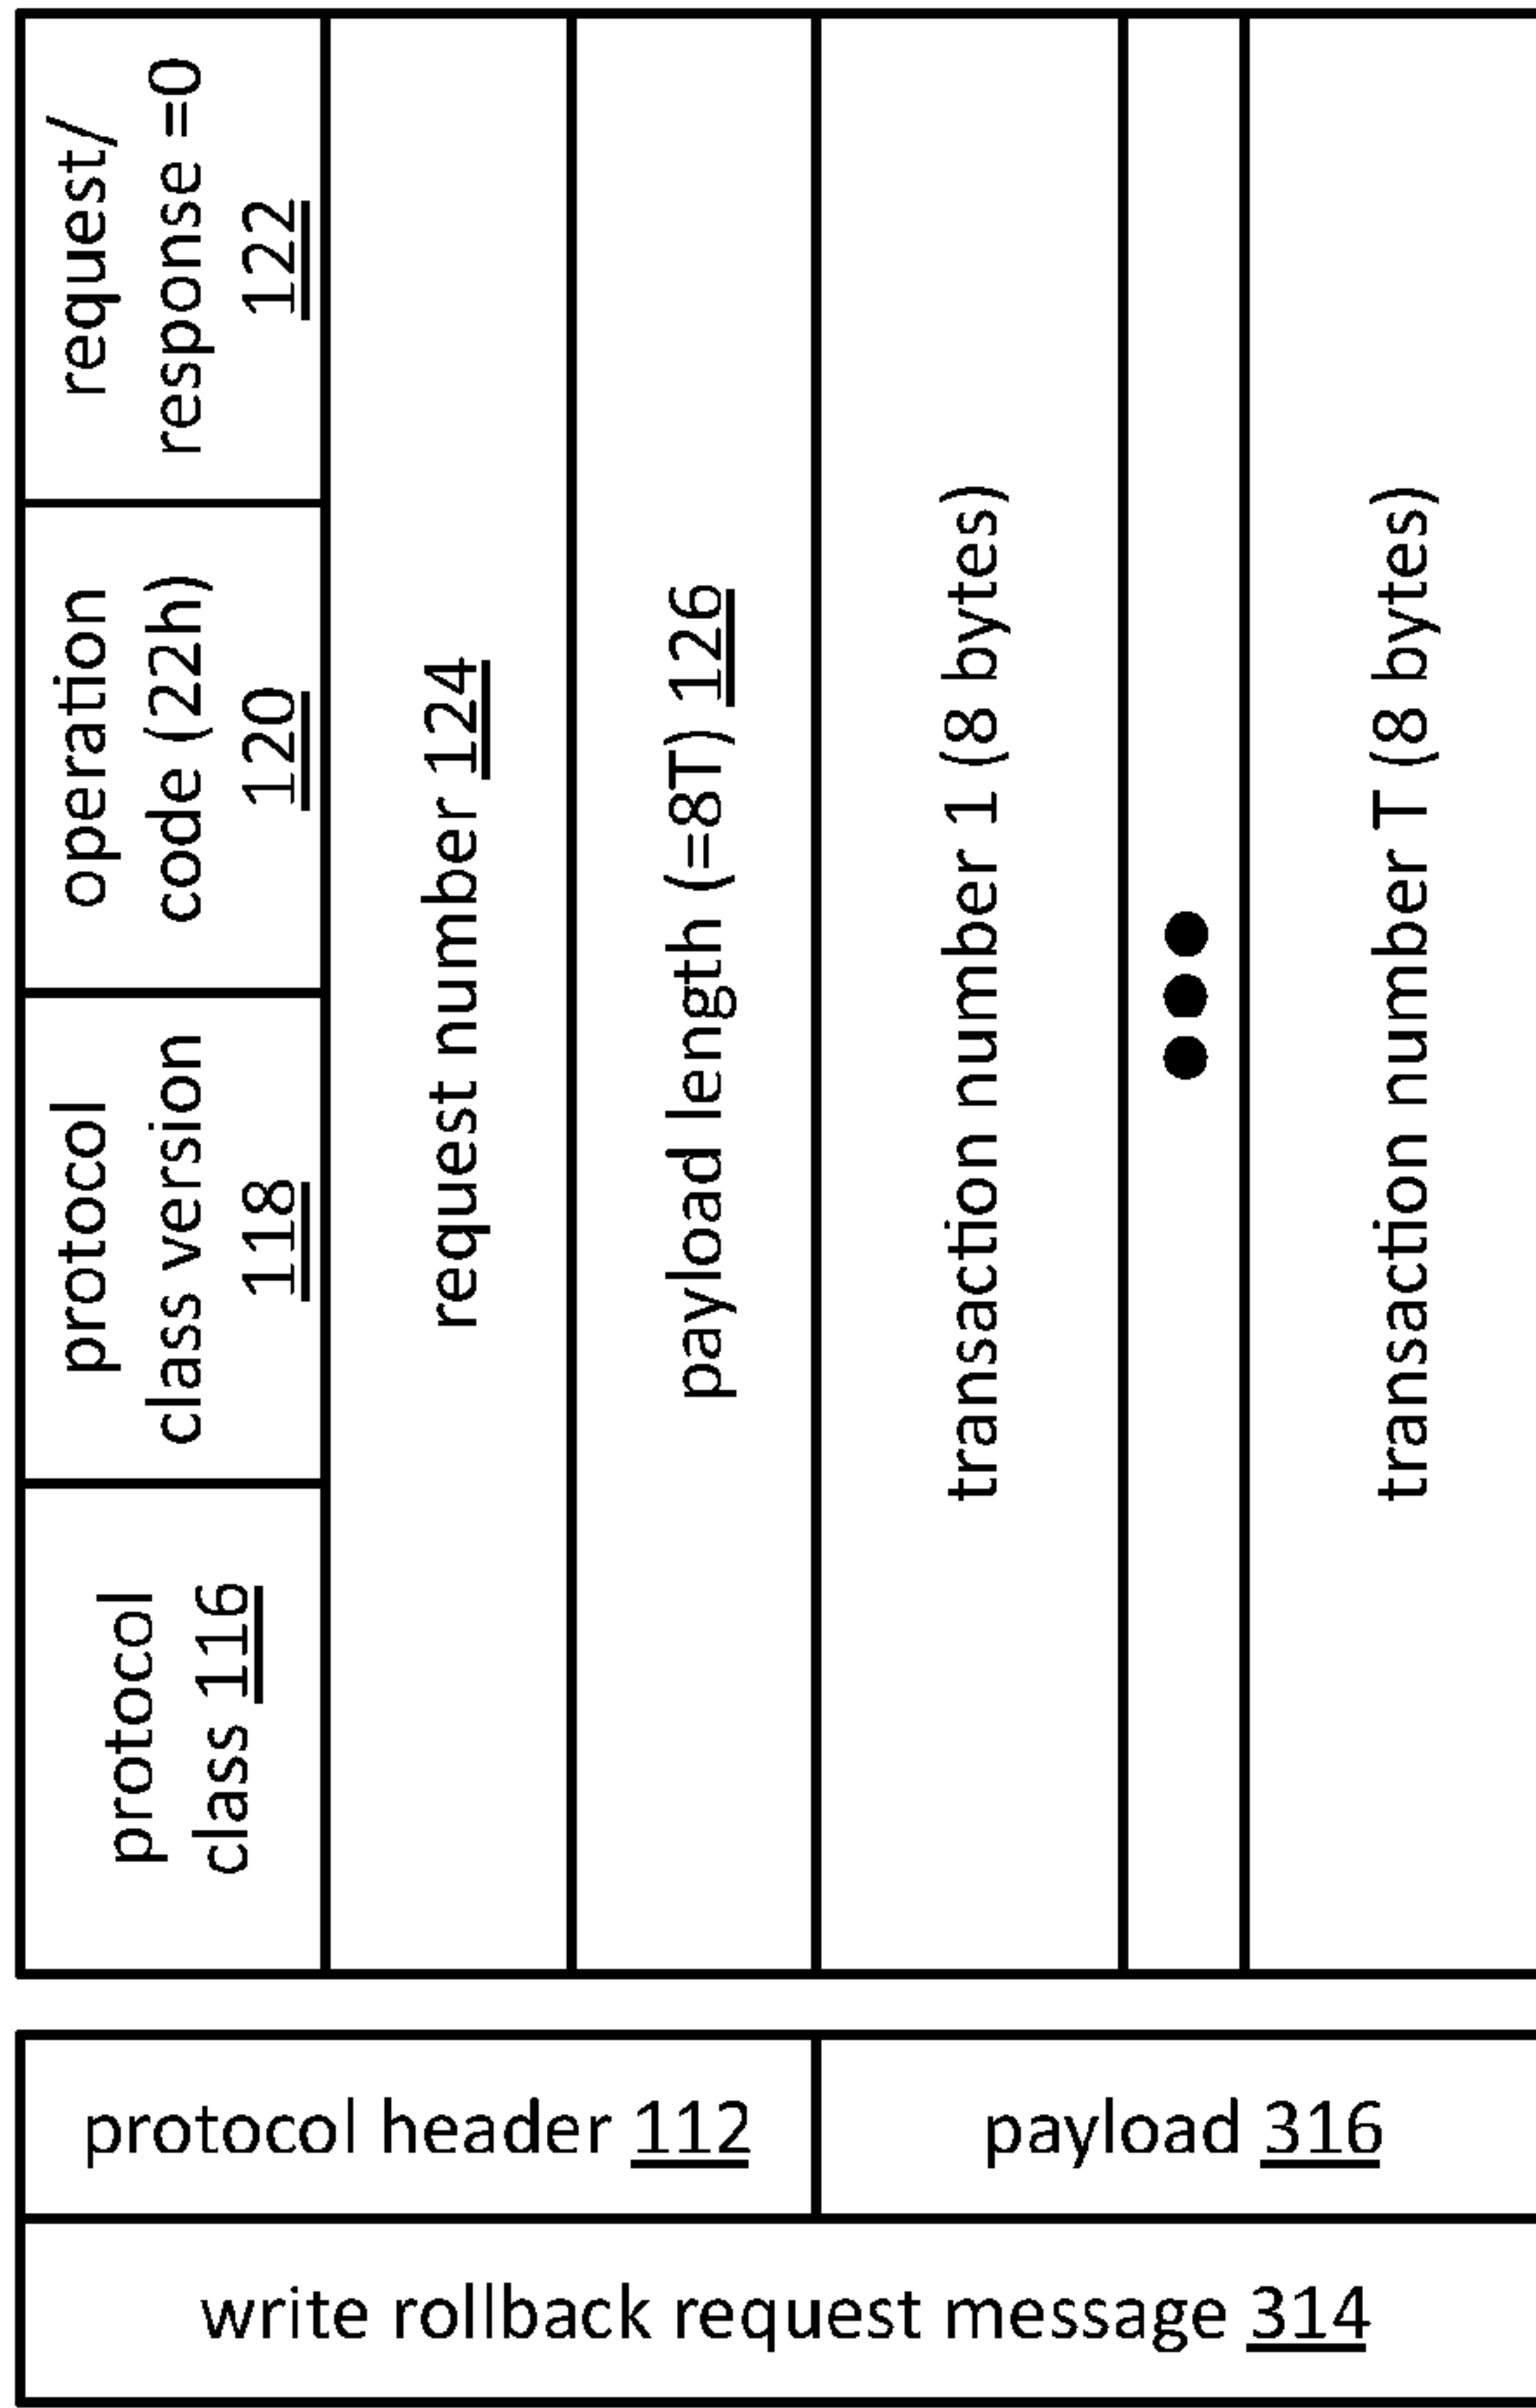 write rollback request message 314
protocol header 112
payload 316
protocol
class 116
protocol
class version
118
operation
code (22h)
120
request/
response =0
122
request number 124
payload length (=8T) 126
transaction number 1 (8 bytes)
transaction number T (8 bytes)